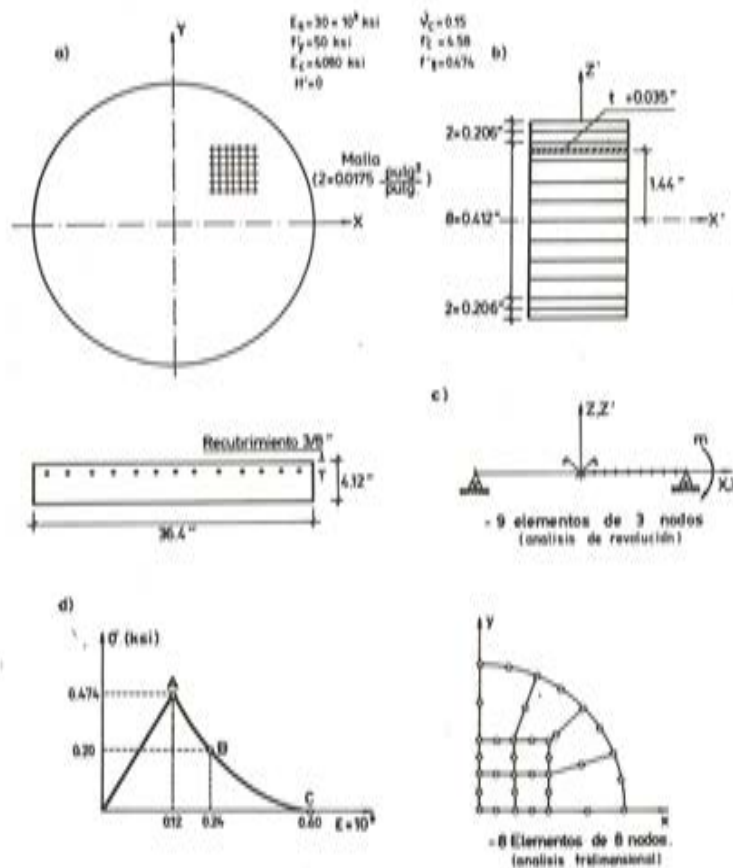 a)
Y
Es=30×10³ ksi
f'y=50 ksi
Ec=4080 ksi
H'=0
νc=0.15
f'c=4.58
f't=0.474
b)
Z'
t =0.035"
2=0.206"
Malla
(2=0.0175 pulg²/pulg.)
1.44"
X
8=0.412"
X'
2=0.206"
c)
Z,Z'
m
Recubrimiento 3/8"
4.12"
36.4"
- 9 elementos de 3 nodos
(analisis de revolución)
d)
σ (ksi)
A
0.474
0.20
B
C
0.12
0.24
0.60
y
x
=8 Elementos de 8 nodos.
(analisis tridimensional)